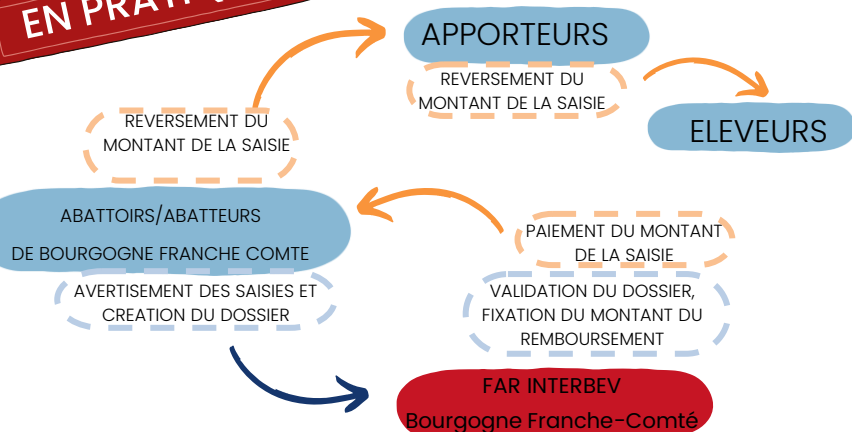 EN PRATIQUE
APPORTEURS
REVERSEMENT DU
MONTANT DE LA SAISIE
ELEVEURS
REVERSEMENT DU
MONTANT DE LA SAISIE
ABATTOIRS/ABATTEURS
DE BOURGOGNE FRANCHE COMTE
AVERTISEMENT DES SAISIES ET
CREATION DU DOSSIER
PAIEMENT DU MONTANT
DE LA SAISIE
VALIDATION DU DOSSIER,
FIXATION DU MONTANT DU
REMBOURSEMENT
FAR INTERBEV
Bourgogne Franche-Comté